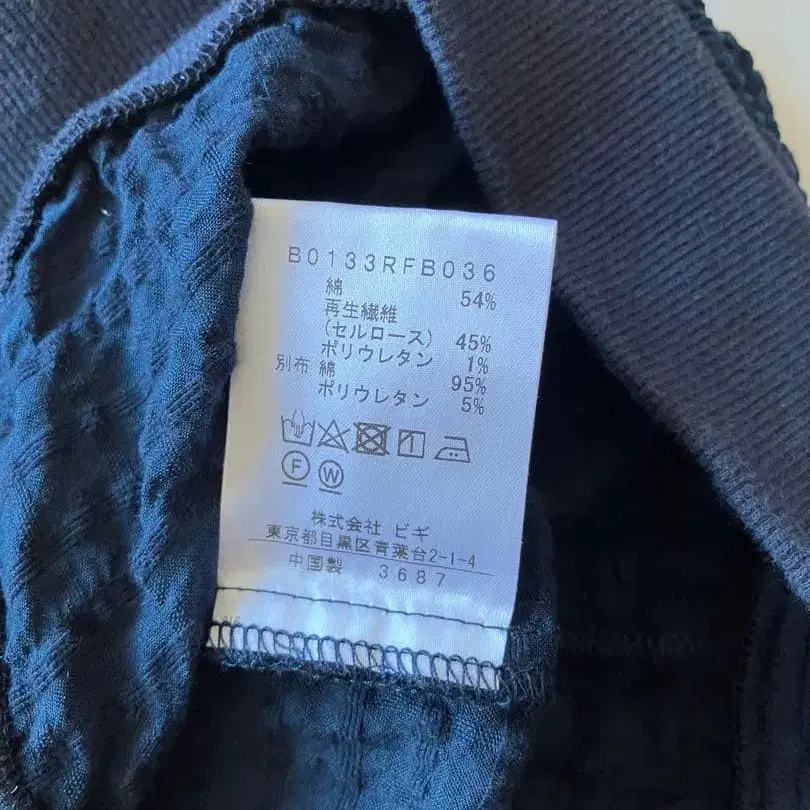 B0133RFB036
綿 54%
再生繊維
(セルロース) 45%
ポリウレタン 1%
別布 綿 95%
ポリウレタン 5%
F W
株式会社 ビギ
東京都目黒区青葉台2-1-4
中国製 3687